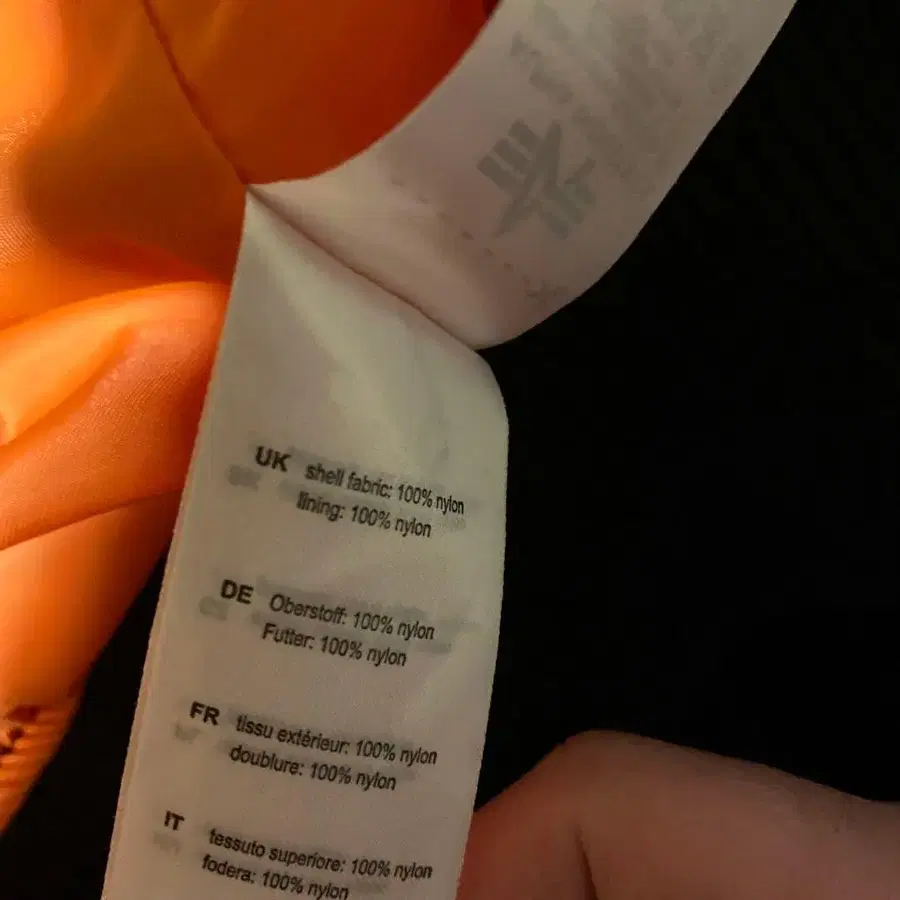 UK shell fabric: 100% nylon
lining: 100% nylon
DE Oberstoff: 100% nylon
Futter: 100% nylon
FR tissu extérieur: 100% nylon
doublure: 100% nylon
IT tessuto superiore: 100% nylon
fodera: 100% nylon